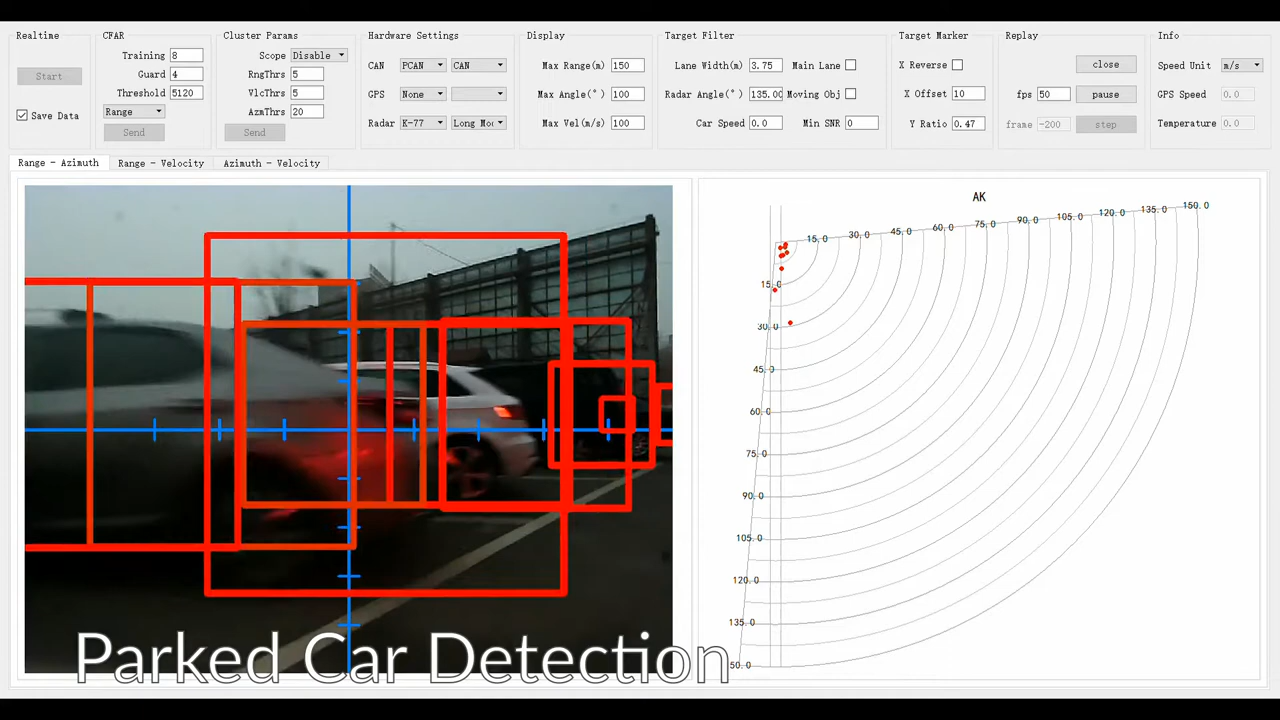 Realtime
Start
Save Data
CFAR
Training 8
Guard 4
Threshold 5120
Range
Send
Cluster Params
Scope Disable
RngThrs 5
VlcThrs 5
AzmThrs 20
Send
Hardware Settings
CAN PCAN CAN
GPS None
Radar K-77 Long Mo
Display
Max Range(m) 150
Max Angle(°) 100
Max Vel(m/s) 100
Target Filter
Lane Width(m) 3.75 Main Lane
Radar Angle(°) 135.00 Moving Obj
Car Speed 0.0 Min SNR 0
Target Marker
X Reverse
X Offset 10
Y Ratio 0.47
Replay
close
fps 50 pause
frame -200 step
Info
Speed Unit m/s
GPS Speed 0.0
Temperature 0.0
Range - Azimuth Range - Velocity Azimuth - Velocity
AK
15.0 30.0 45.0 60.0 75.0 90.0 105.0 120.0 135.0 150.0
15.0
30.0
45.0
60.0
75.0
90.0
105.0
120.0
135.0
50.0
Parked Car Detection